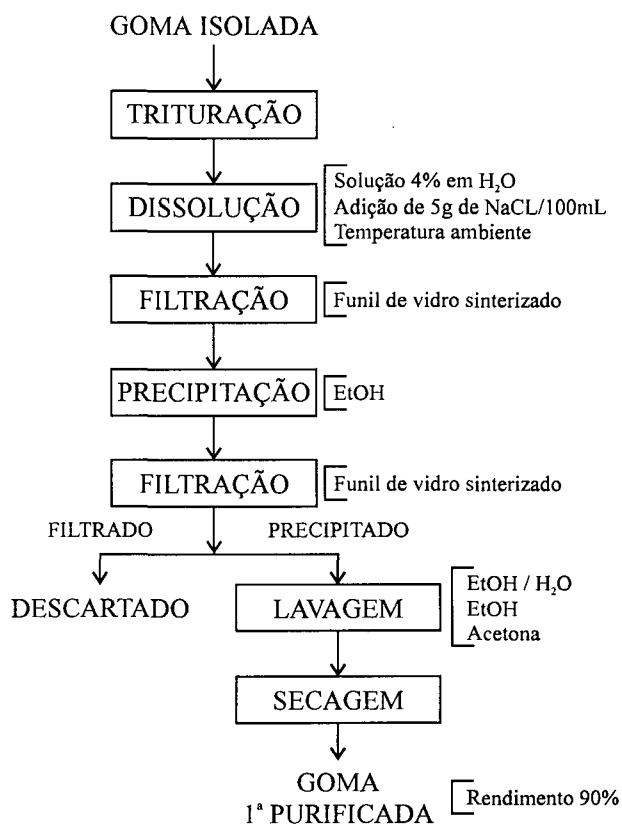 GOMA ISOLADA
TRITURAÇÃO
DISSOLUÇÃO
Solução 4% em H₂O
Adição de 5g de NaCL/100mL
Temperatura ambiente
FILTRAÇÃO
Funil de vidro sinterizado
PRECIPITAÇÃO
EtOH
FILTRAÇÃO
Funil de vidro sinterizado
FILTRADO
PRECIPITADO
DESCARTADO
LAVAGEM
EtOH / H₂O
EtOH
Acetona
SECAGEM
GOMA
1ª PURIFICADA
Rendimento 90%